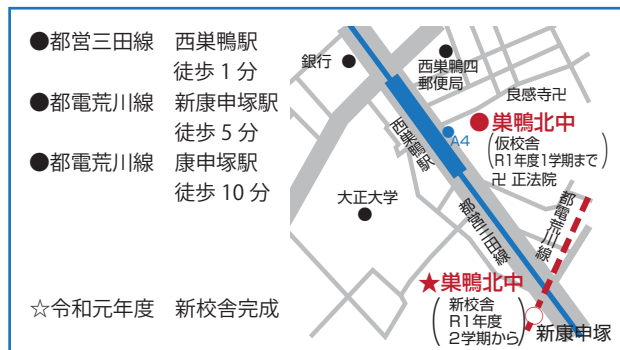 ●都営三田線　西巣鴨駅
徒歩 1 分
●都電荒川線　新康申塚駅
徒歩 5 分
●都電荒川線　康申塚駅
徒歩 10 分
☆令和元年度　新校舎完成
銀行
西巣鴨四
郵便局
良感寺卍
西巣鴨駅
A4
巣鴨北中
(仮校舎
R1年度1学期まで)
卍 正法院
大正大学
都営三田線
都電荒川線
★巣鴨北中
(新校舎
R1年度
2学期から)
新康申塚